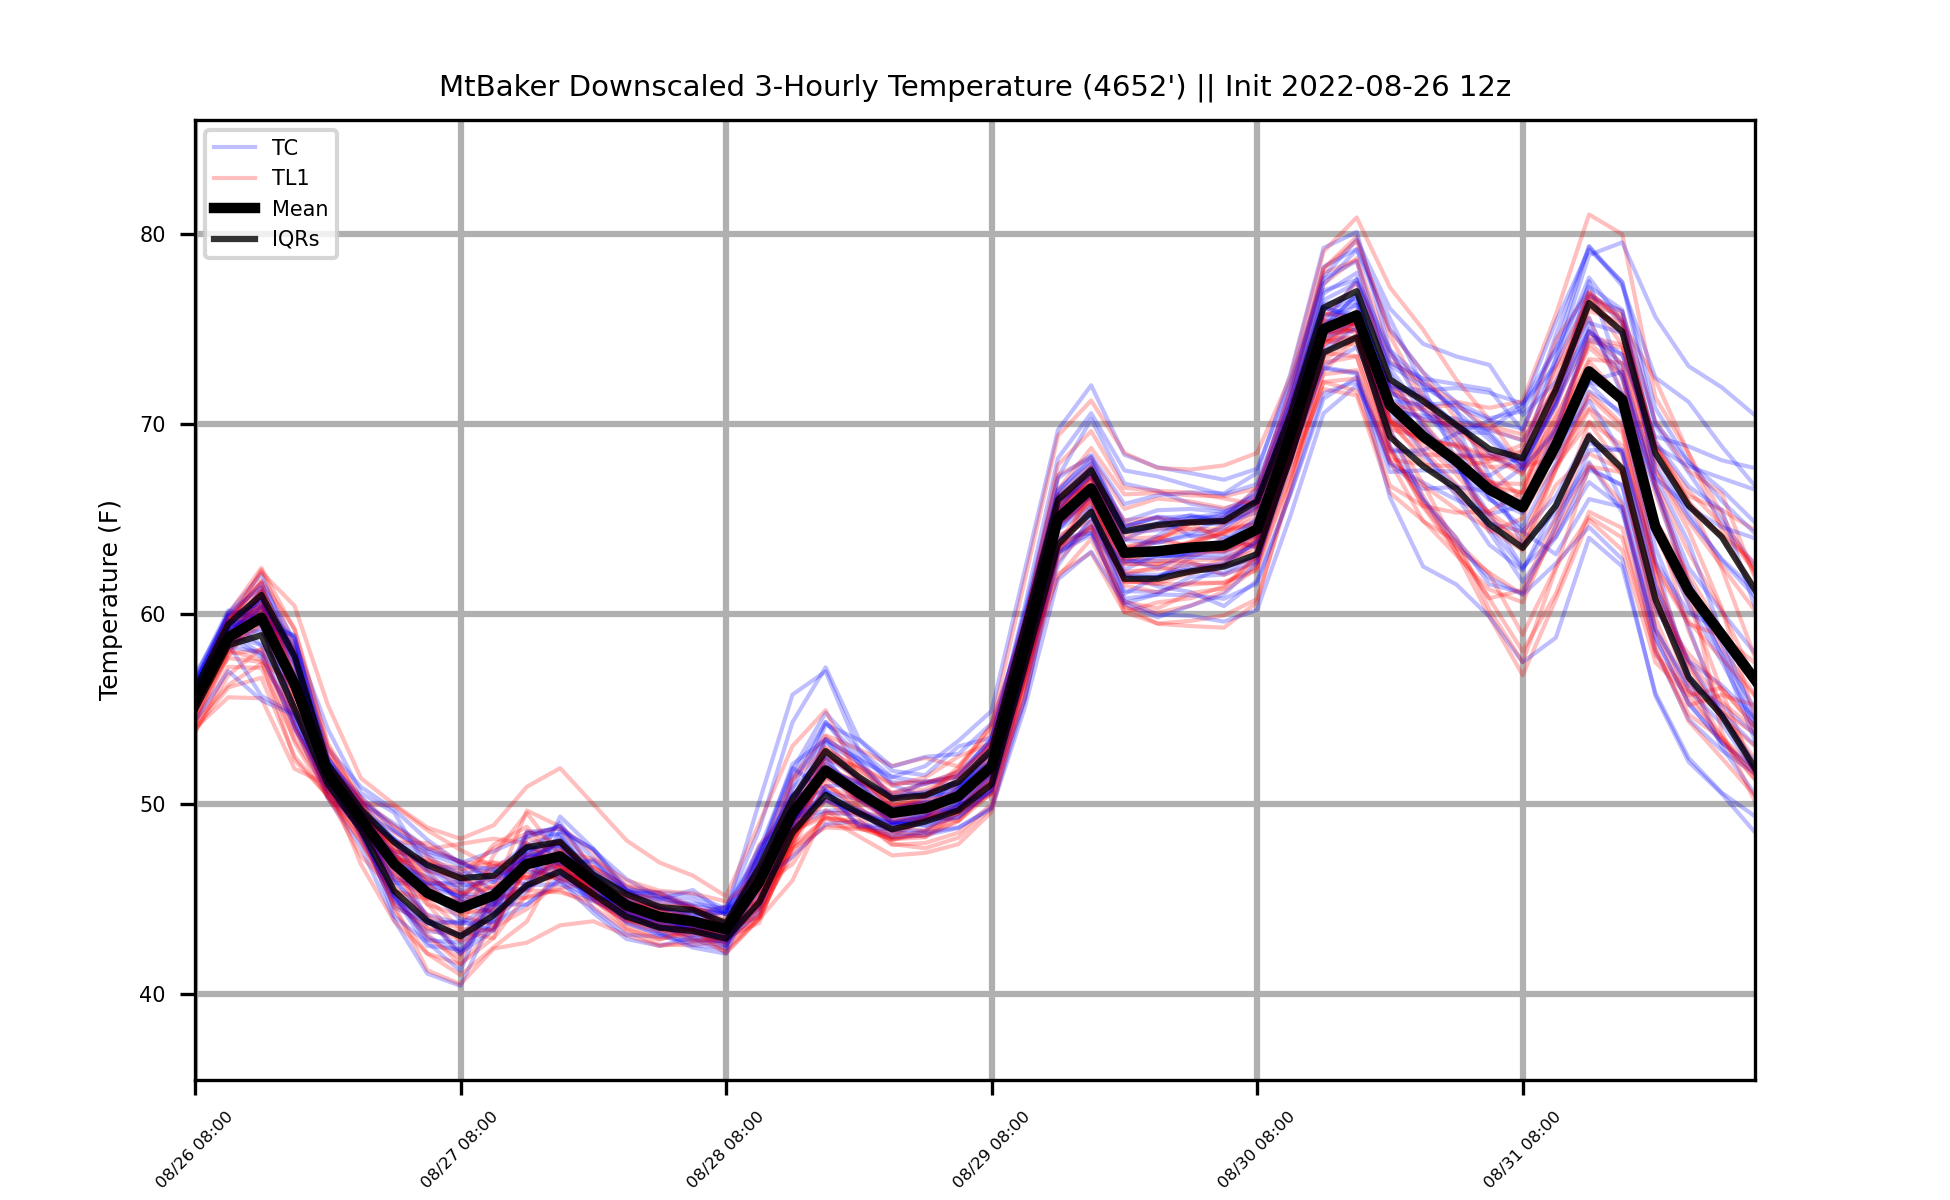 MtBaker Downscaled 3-Hourly Temperature (4652') || Init 2022-08-26 12z
TC
TL1
Mean
IQRs
80
70
60
50
40
Temperature (F)
08/26 08:00
08/27 08:00
08/28 08:00
08/29 08:00
08/30 08:00
08/31 08:00